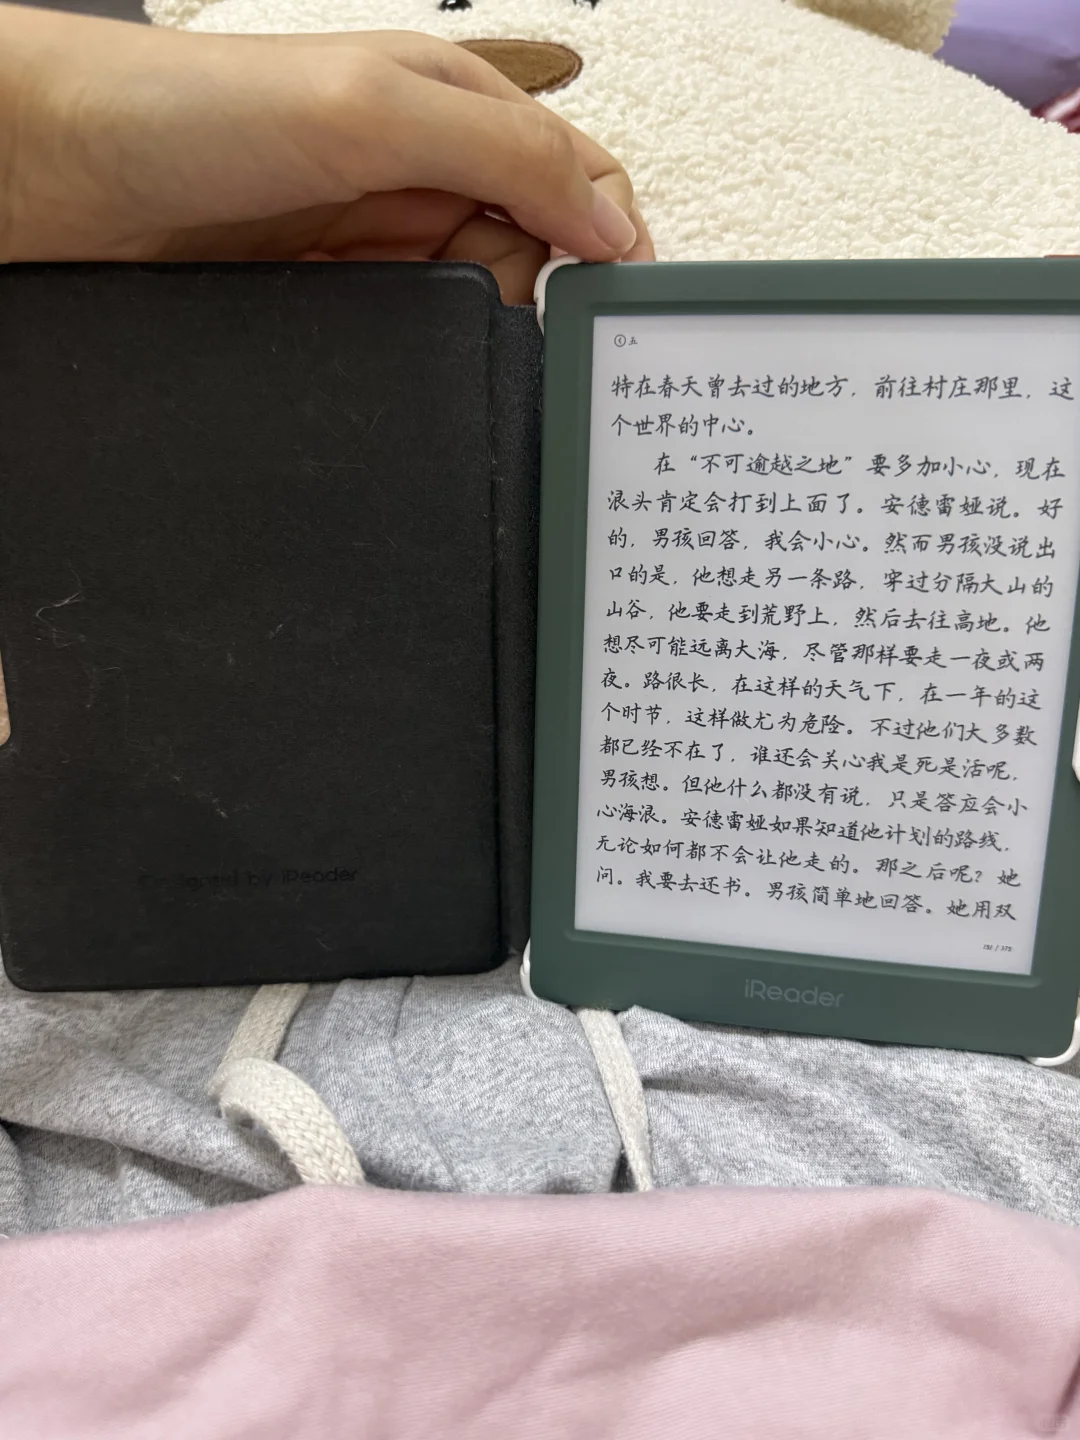 五
特在春天曾去过的地方，前往村庄那里，这
个世界的中心。
在“不可逾越之地”要多加小心，现在
浪头肯定会打到上面了。安德雷娅说。好
的，男孩回答，我会小心。然而男孩没说出
口的是，他想走另一条路，穿过分隔大山的
山谷，他要走到荒野上，然后去往高地。他
想尽可能远离大海，尽管那样要走一夜或两
夜。路很长，在这样的天气下，在一年的这
个时节，这样做尤为危险。不过他们大多数
都已经不在了，谁还会关心我是死是活呢，
男孩想。但他什么都没有说，只是答应会小
心海浪。安德雷娅如果知道他计划的路线，
无论如何都不会让他走的。那之后呢？她
问。我要去还书。男孩简单地回答。她用双
151 / 175
iReader
Designed by iReader